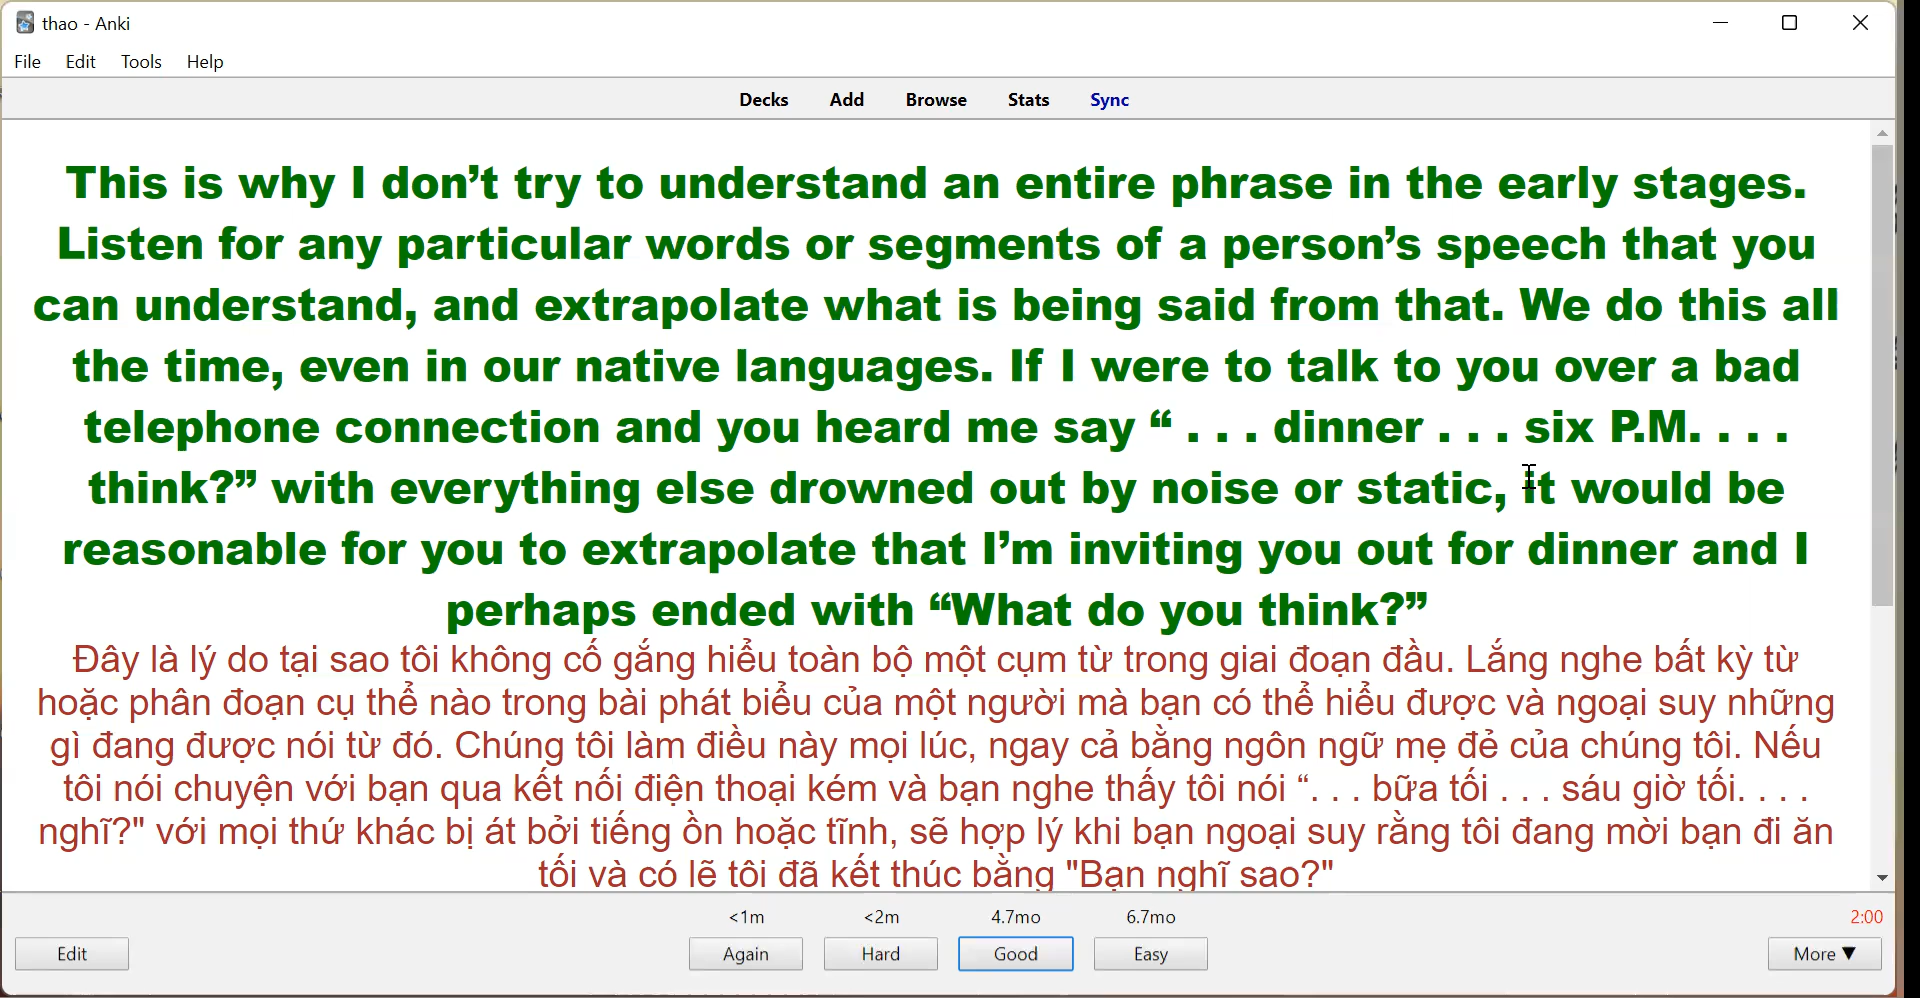 thao - Anki
File Edit Tools Help
Decks Add Browse Stats Sync
This is why I don’t try to understand an entire phrase in the early stages.
Listen for any particular words or segments of a person’s speech that you
can understand, and extrapolate what is being said from that. We do this all
the time, even in our native languages. If I were to talk to you over a bad
telephone connection and you heard me say “ . . . dinner . . . six P.M. . . .
think?” with everything else drowned out by noise or static, it would be
reasonable for you to extrapolate that I’m inviting you out for dinner and I
perhaps ended with “What do you think?”
Đây là lý do tại sao tôi không cố gắng hiểu toàn bộ một cụm từ trong giai đoạn đầu. Lắng nghe bất kỳ từ
hoặc phân đoạn cụ thể nào trong bài phát biểu của một người mà bạn có thể hiểu được và ngoại suy những
gì đang được nói từ đó. Chúng tôi làm điều này mọi lúc, ngay cả bằng ngôn ngữ mẹ đẻ của chúng tôi. Nếu
tôi nói chuyện với bạn qua kết nối điện thoại kém và bạn nghe thấy tôi nói “. . . bữa tối . . . sáu giờ tối. . . .
nghĩ?" với mọi thứ khác bị át bởi tiếng ồn hoặc tĩnh, sẽ hợp lý khi bạn ngoại suy rằng tôi đang mời bạn đi ăn
tối và có lẽ tôi đã kết thúc bằng "Bạn nghĩ sao?"
<1m <2m 4.7mo 6.7mo 2:00
Edit Again Hard Good Easy More ▼